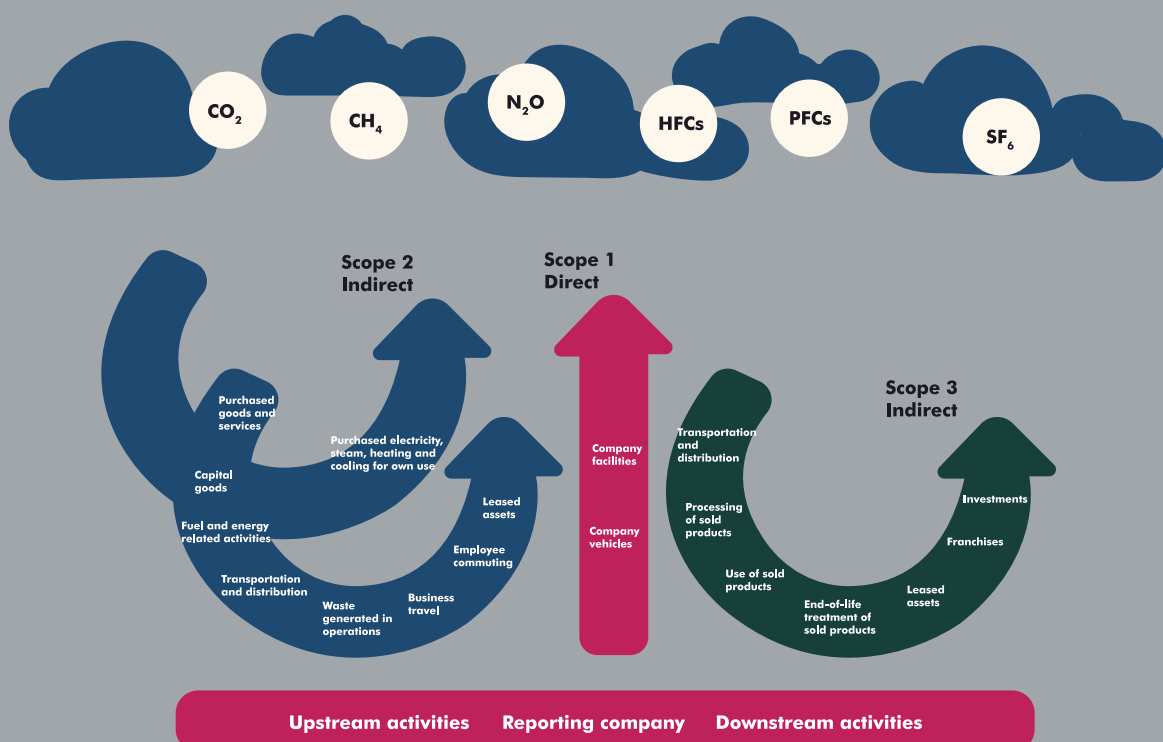 CO₂
CH₄
N₂O
HFCs
PFCs
SF₆
Scope 2
Indirect
Scope 1
Direct
Scope 3
Indirect
Purchased
goods and
services
Capital
goods
Fuel and energy
related activities
Transportation
and distribution
Waste
generated in
operations
Business
travel
Employee
commuting
Leased
assets
Purchased electricity,
steam, heating and
cooling for own use
Company
facilities
Company
vehicles
Transportation
and
distribution
Processing
of sold
products
Use of sold
products
End-of-life
treatment of
sold products
Leased
assets
Franchises
Investments
Upstream activities
Reporting company
Downstream activities